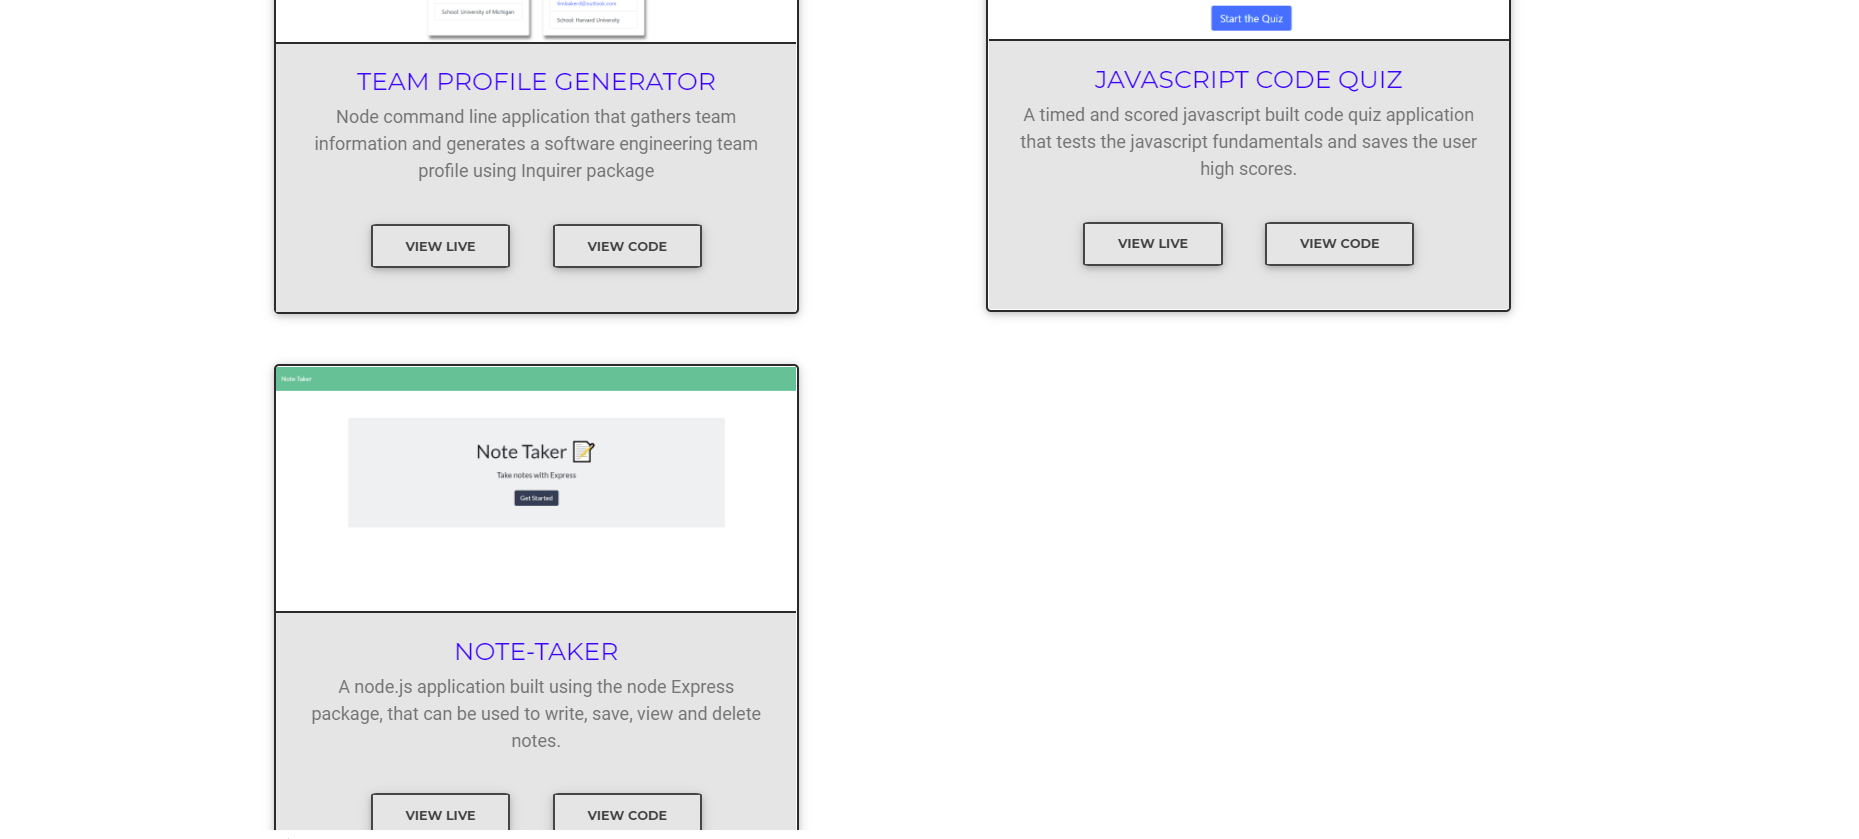 School: University of Michigan
timbaker@outlook.com
School: Harvard University
TEAM PROFILE GENERATOR
Node command line application that gathers team
information and generates a software engineering team
profile using Inquirer package
VIEW LIVE
VIEW CODE
Start the Quiz
JAVASCRIPT CODE QUIZ
A timed and scored javascript built code quiz application
that tests the javascript fundamentals and saves the user
high scores.
VIEW LIVE
VIEW CODE
Note Taker
Note Taker
Take notes with Express
Get Started
NOTE-TAKER
A node.js application built using the node Express
package, that can be used to write, save, view and delete
notes.
VIEW LIVE
VIEW CODE